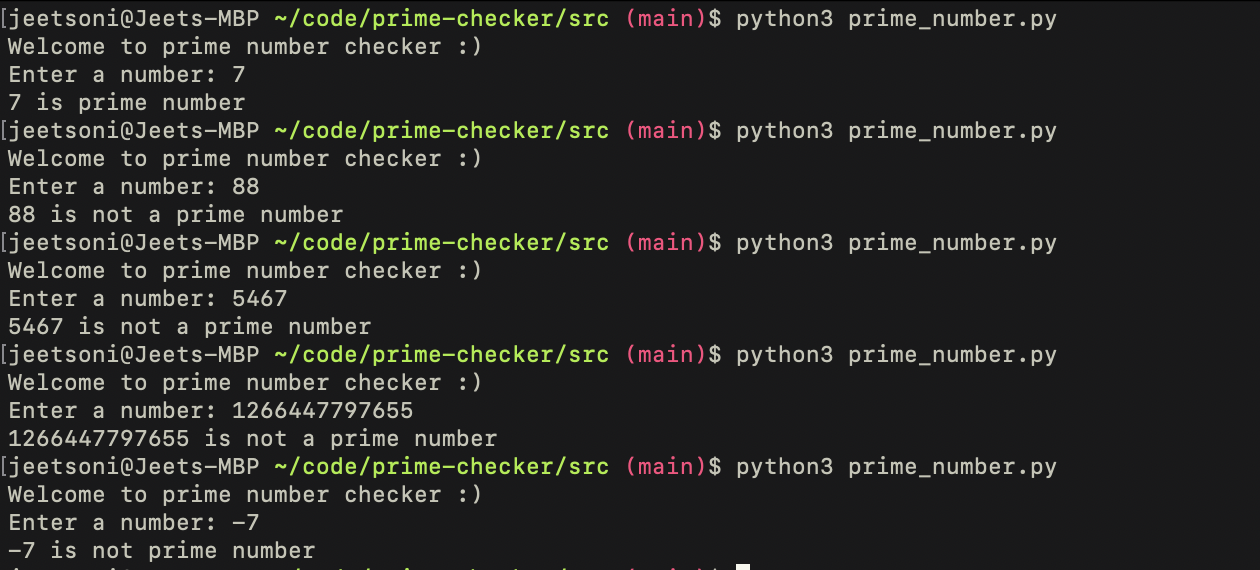 [jeetsoni@Jeets-MBP ~/code/prime-checker/src (main)$ python3 prime_number.py
Welcome to prime number checker :)
Enter a number: 7
7 is prime number
[jeetsoni@Jeets-MBP ~/code/prime-checker/src (main)$ python3 prime_number.py
Welcome to prime number checker :)
Enter a number: 88
88 is not a prime number
[jeetsoni@Jeets-MBP ~/code/prime-checker/src (main)$ python3 prime_number.py
Welcome to prime number checker :)
Enter a number: 5467
5467 is not a prime number
[jeetsoni@Jeets-MBP ~/code/prime-checker/src (main)$ python3 prime_number.py
Welcome to prime number checker :)
Enter a number: 1266447797655
1266447797655 is not a prime number
[jeetsoni@Jeets-MBP ~/code/prime-checker/src (main)$ python3 prime_number.py
Welcome to prime number checker :)
Enter a number: -7
-7 is not prime number